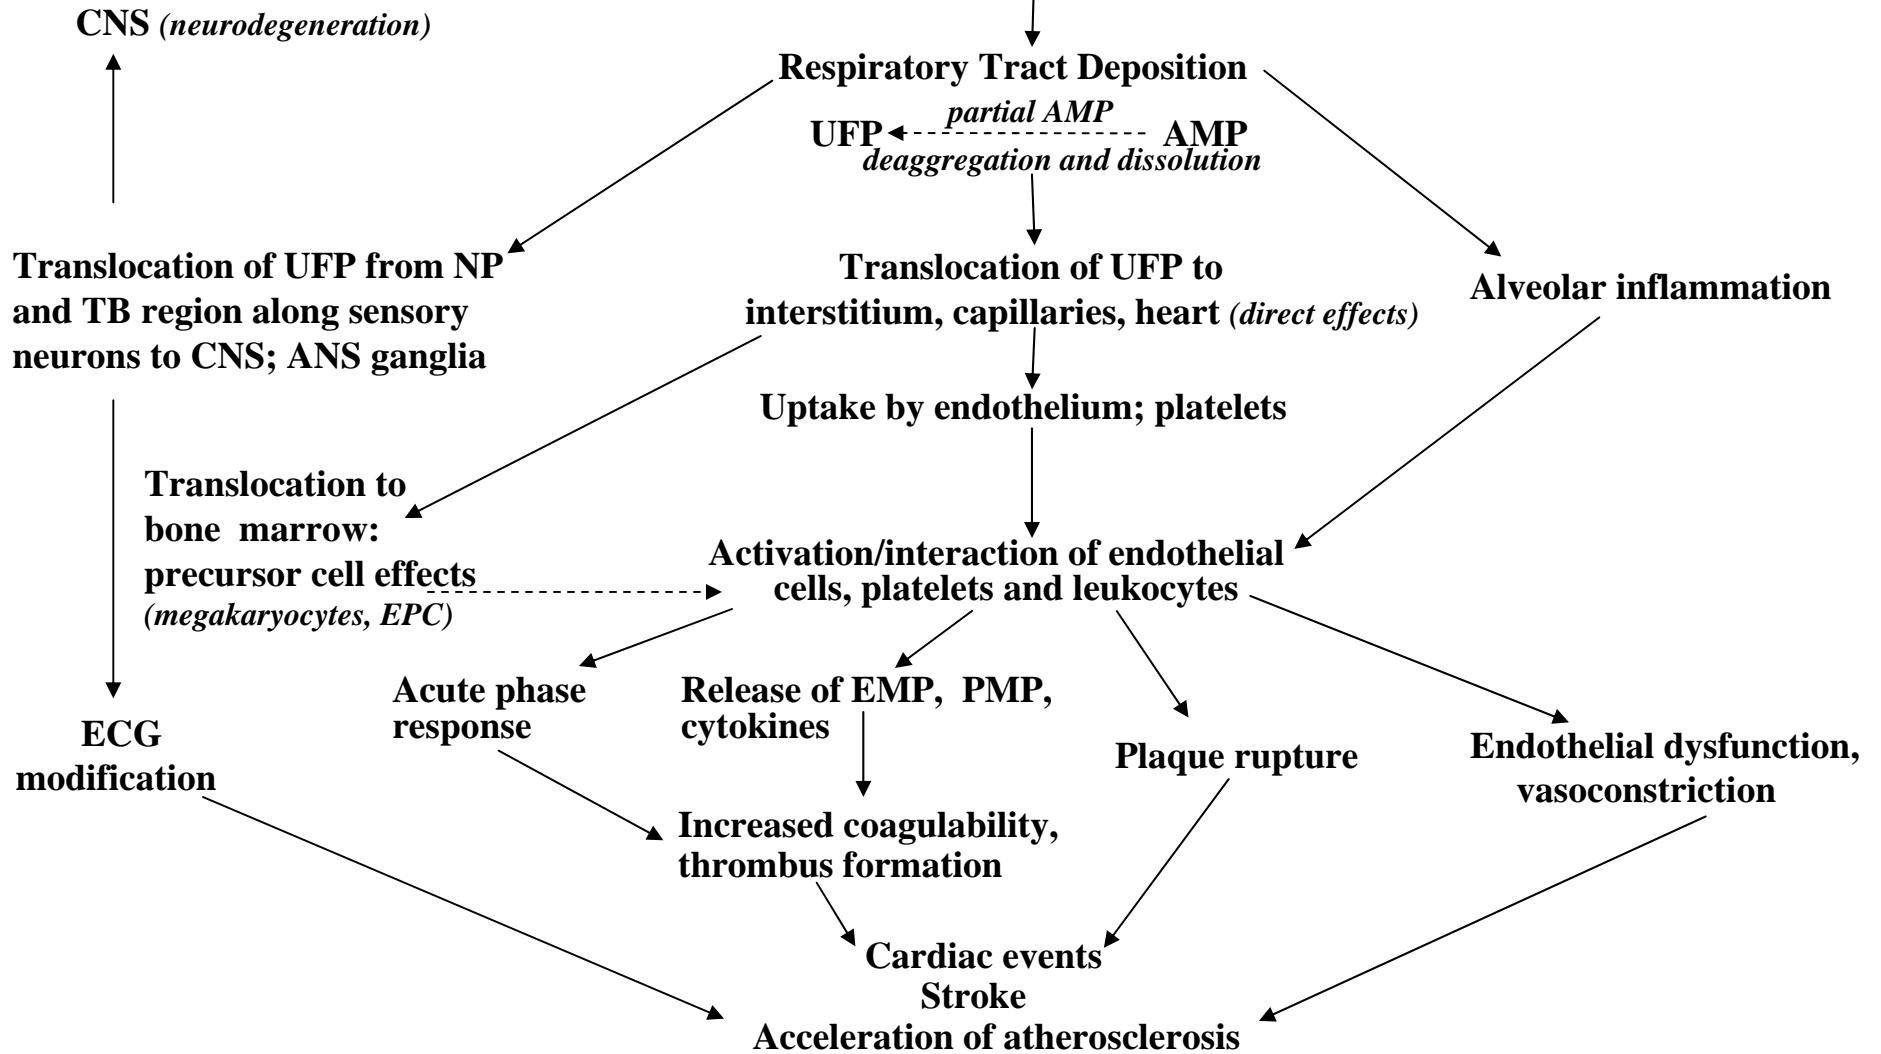 CNS (neurodegeneration)
Respiratory Tract Deposition
partial AMP
UFP AMP
deaggregation and dissolution
Translocation of UFP from NP
and TB region along sensory
neurons to CNS; ANS ganglia
Translocation of UFP to
interstitium, capillaries, heart (direct effects)
Alveolar inflammation
Uptake by endothelium; platelets
Translocation to
bone marrow:
precursor cell effects
(megakaryocytes, EPC)
Activation/interaction of endothelial
cells, platelets and leukocytes
Acute phase
response
Release of EMP, PMP,
cytokines
Plaque rupture
Endothelial dysfunction,
vasoconstriction
ECG
modification
Increased coagulability,
thrombus formation
Cardiac events
Stroke
Acceleration of atherosclerosis